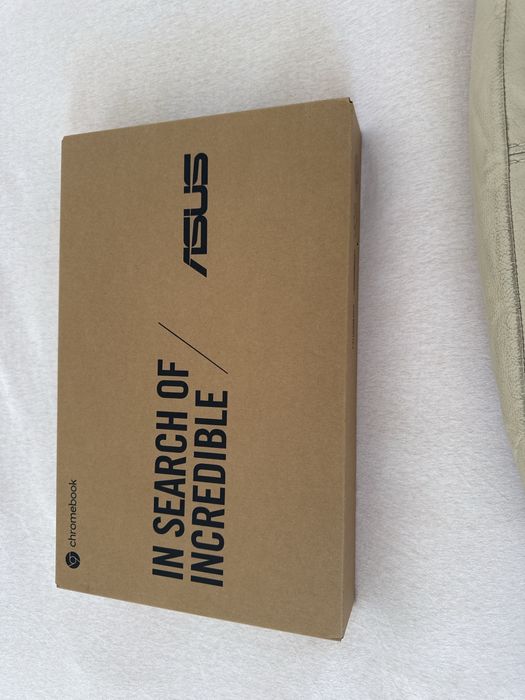 chromebook
IN SEARCH OF
INCREDIBLE
ASUS